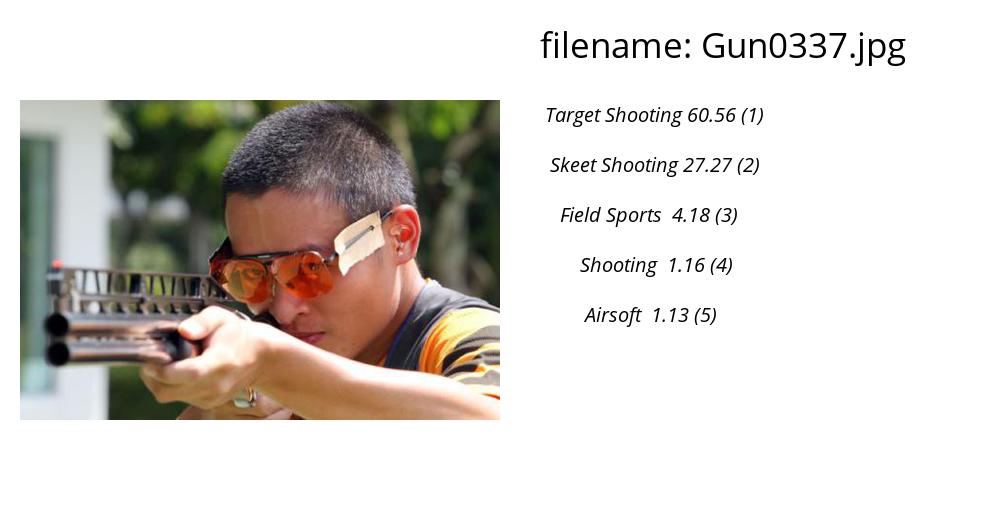 filename: Gun0337.jpg
Target Shooting 60.56 (1)
Skeet Shooting 27.27 (2)
Field Sports 4.18 (3)
Shooting 1.16 (4)
Airsoft 1.13 (5)